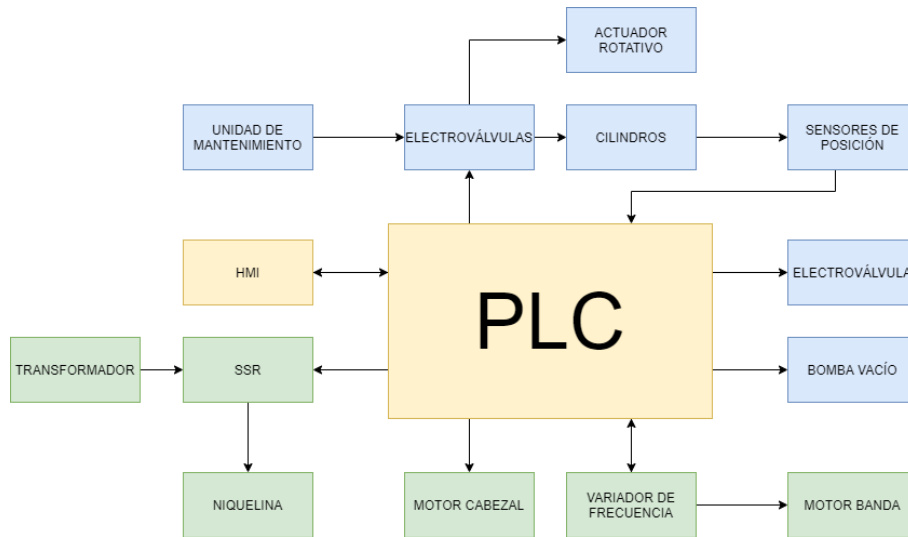 ACTUADOR
ROTATIVO
UNIDAD DE
MANTENIMIENTO
ELECTROVÁLVULAS
CILINDROS
SENSORES DE
POSICIÓN
HMI
PLC
ELECTROVÁLVULA
TRANSFORMADOR
SSR
BOMBA VACÍO
NIQUELINA
MOTOR CABEZAL
VARIADOR DE
FRECUENCIA
MOTOR BANDA